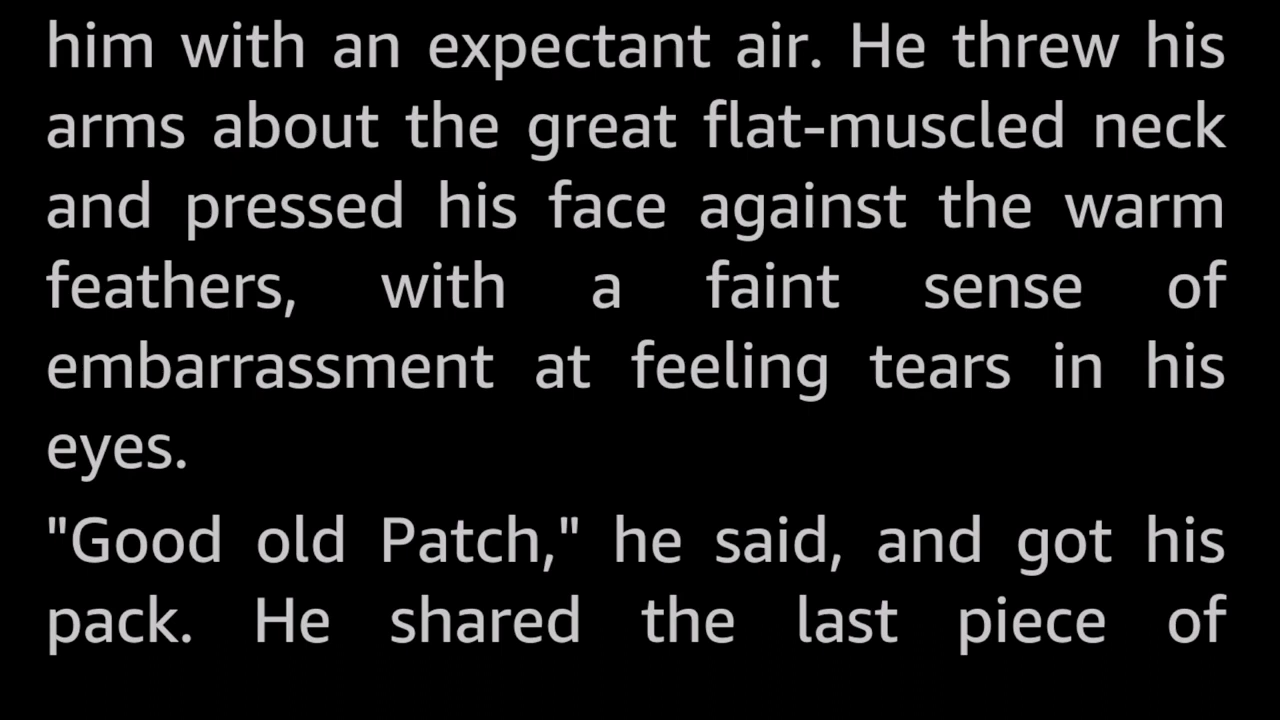 him with an expectant air. He threw his
arms about the great flat-muscled neck
and pressed his face against the warm
feathers, with a faint sense of
embarrassment at feeling tears in his
eyes.
"Good old Patch," he said, and got his
pack. He shared the last piece of